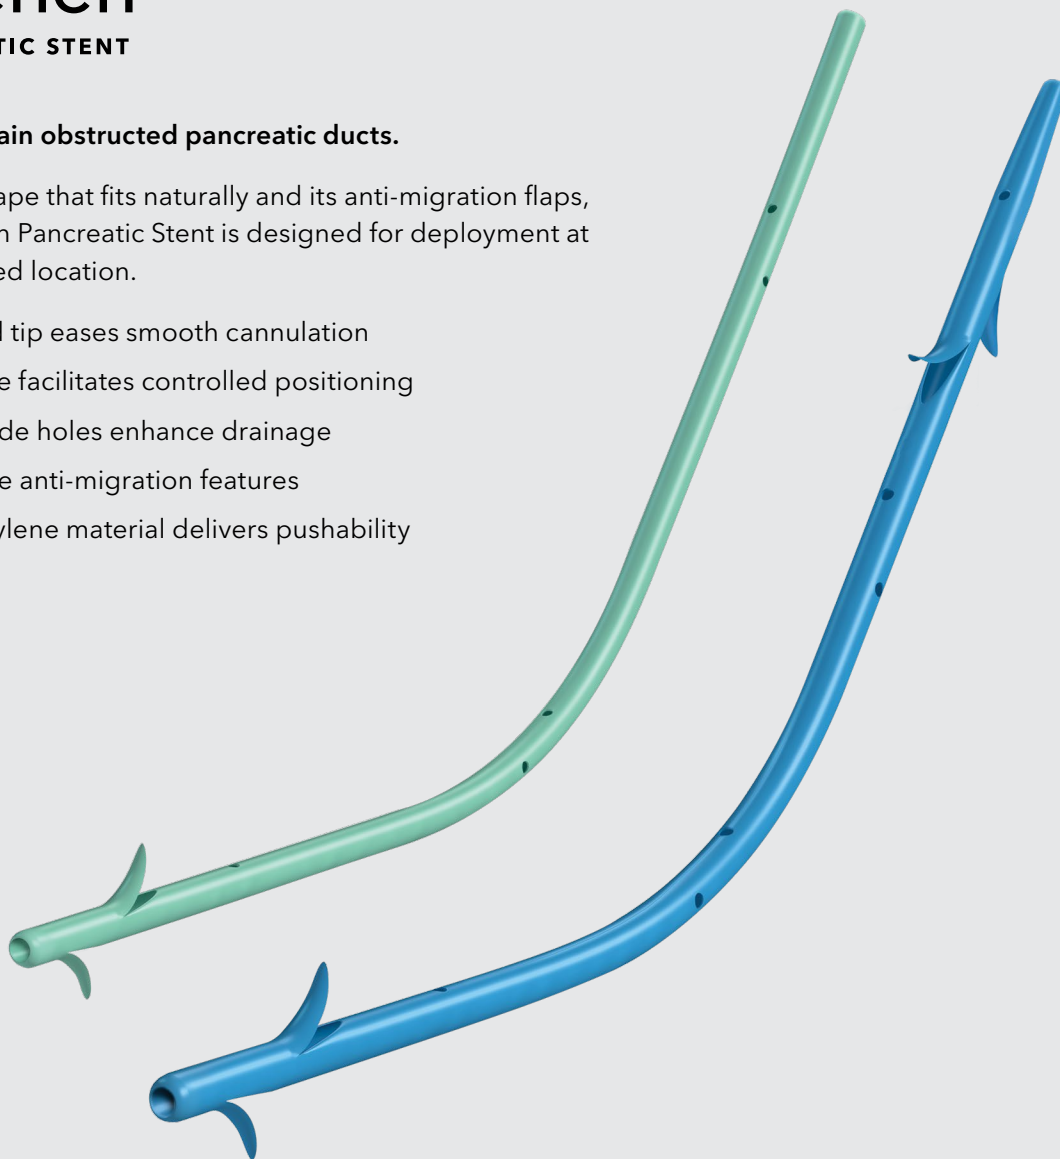 TIC STENT
ain obstructed pancreatic ducts.
ape that fits naturally and its anti-migration flaps,
n Pancreatic Stent is designed for deployment at
ed location.
d tip eases smooth cannulation
e facilitates controlled positioning
de holes enhance drainage
e anti-migration features
ylene material delivers pushability